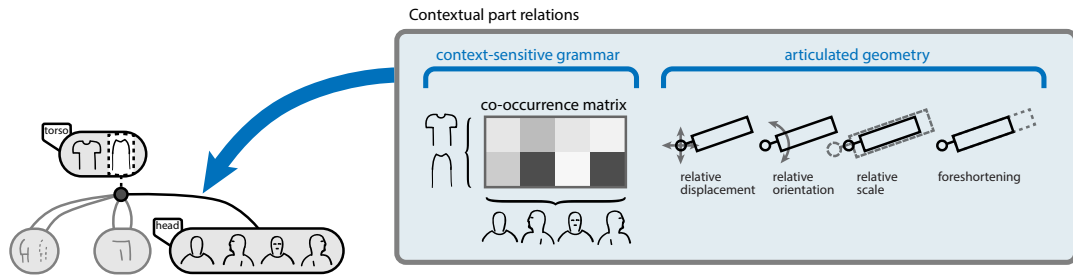 Contextual part relations
context-sensitive grammar
articulated geometry
co-occurrence matrix
torso
head
relative
displacement
relative
orientation
relative
scale
foreshortening